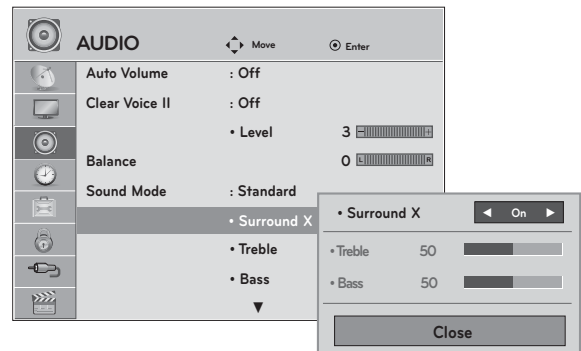 AUDIO Move Enter
Auto Volume : Off
Clear Voice II : Off
• Level 3 - +
Balance 0 L R
Sound Mode : Standard
• Surround X
• Treble
• Bass
▼
• Surround X ◀ On ▶
• Treble 50
• Bass 50
Close